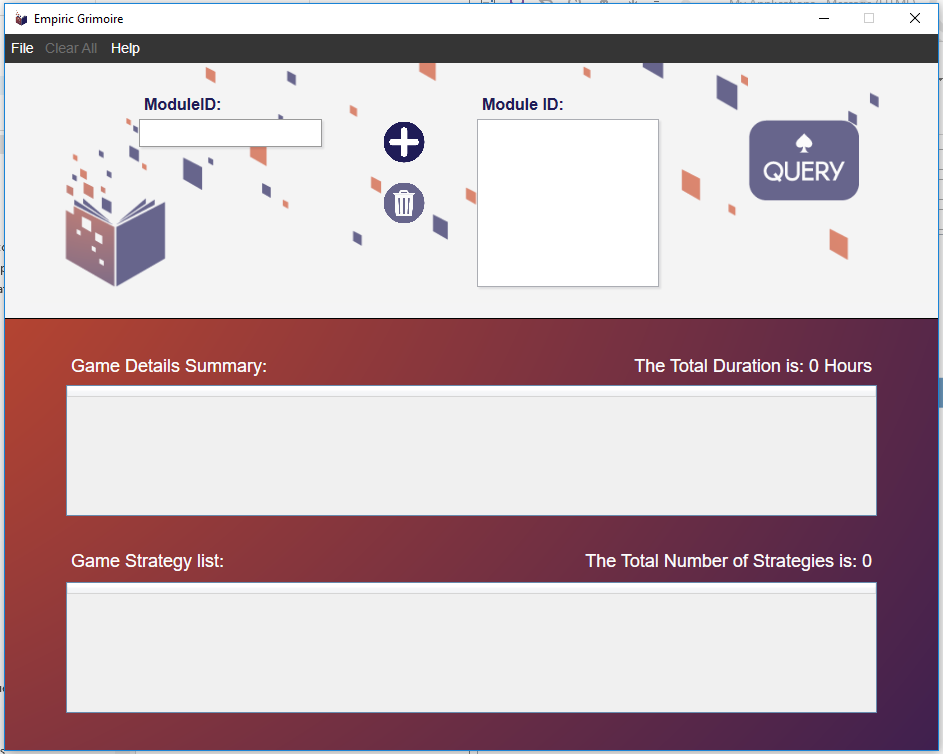 Empiric Grimoire
File Clear All Help
ModuleID:
Module ID:
QUERY
Game Details Summary:
The Total Duration is: 0 Hours
Game Strategy list:
The Total Number of Strategies is: 0